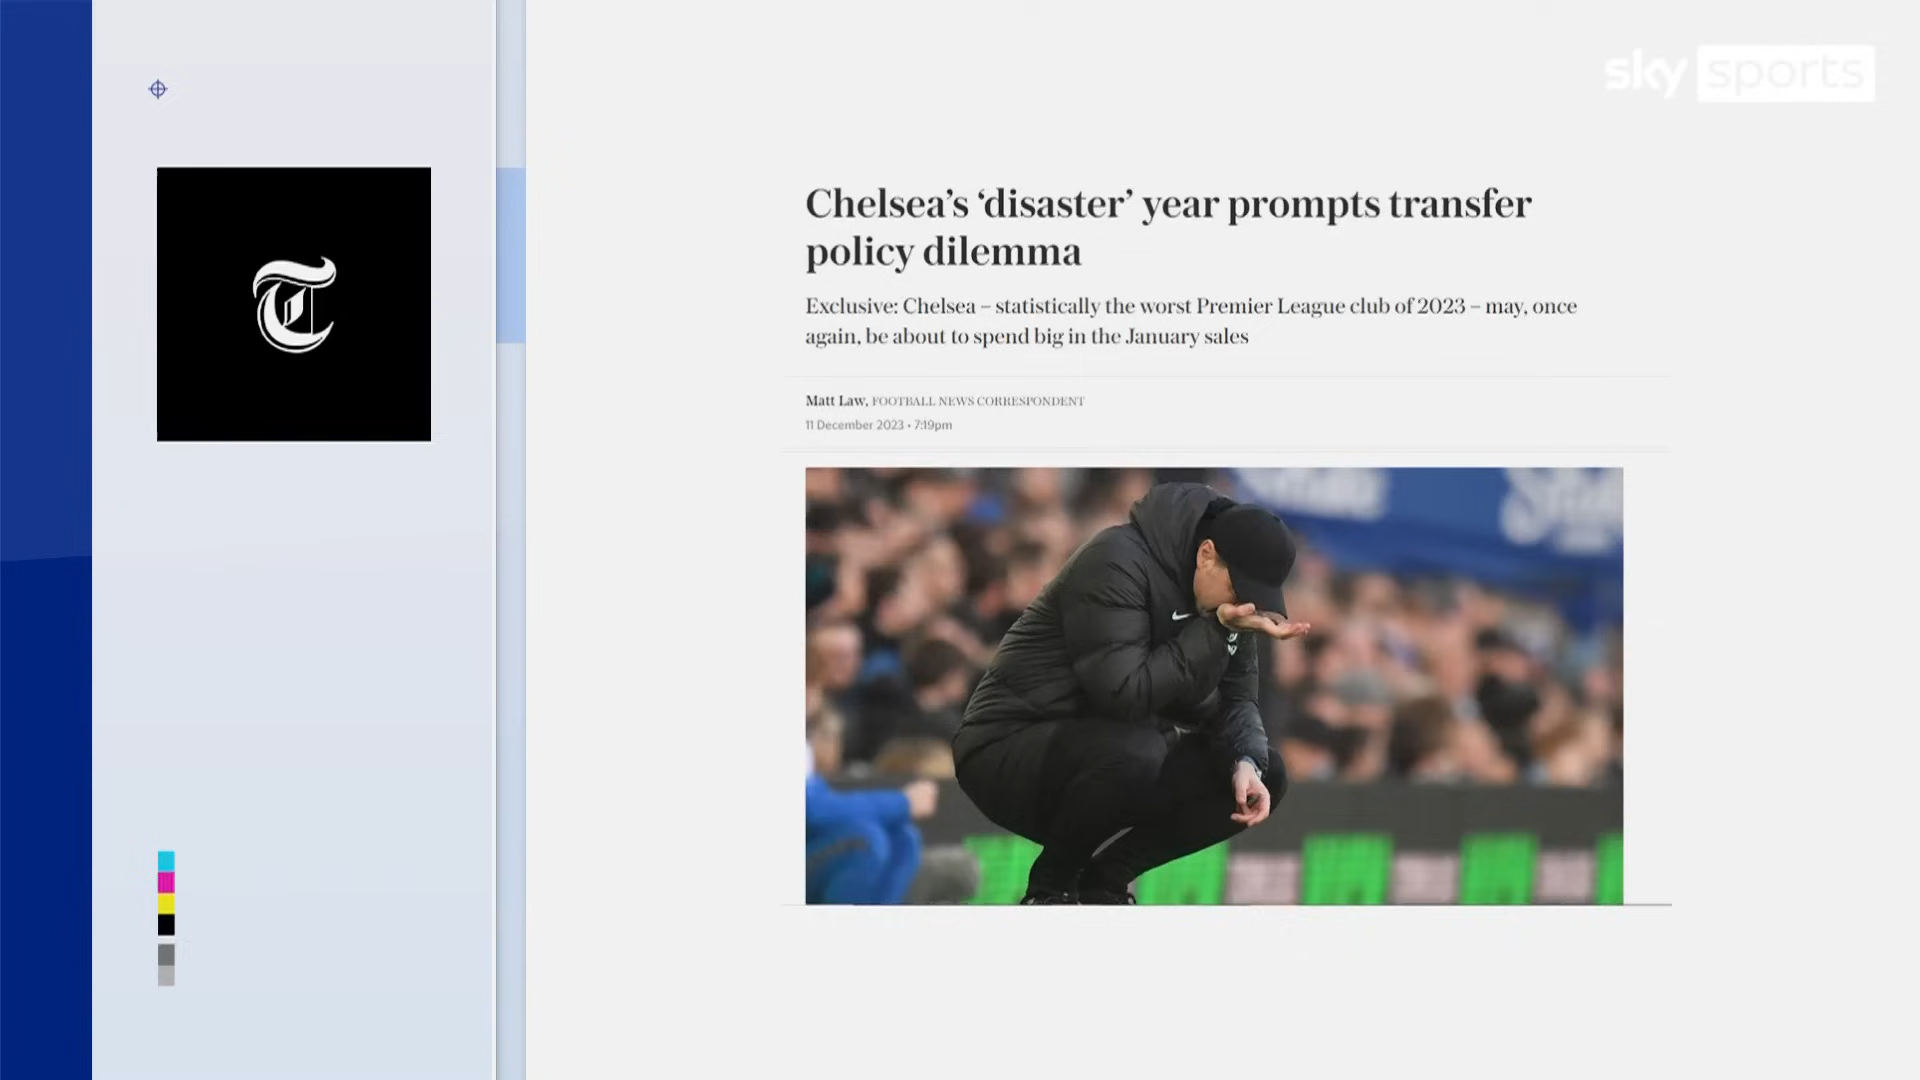 sky sports
Chelsea’s ‘disaster’ year prompts transfer
policy dilemma
Exclusive: Chelsea – statistically the worst Premier League club of 2023 – may, once
again, be about to spend big in the January sales
Matt Law, FOOTBALL NEWS CORRESPONDENT
11 December 2023 • 7:19pm
T